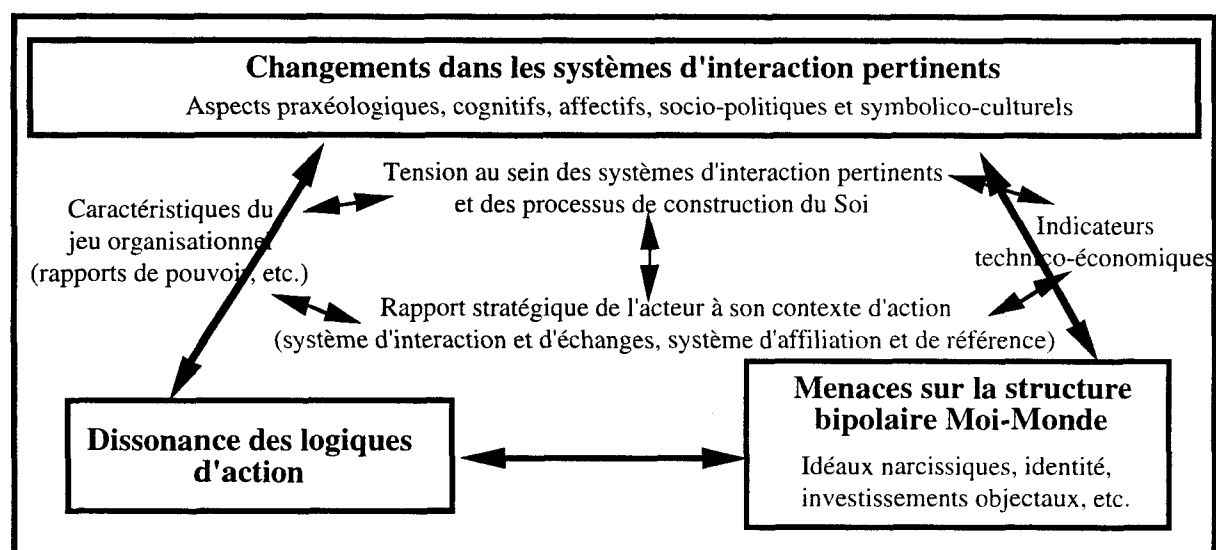 Changements dans les systèmes d'interaction pertinents
Aspects praxéologiques, cognitifs, affectifs, socio-politiques et symbolico-culturels
Tension au sein des systèmes d'interaction pertinents
et des processus de construction du Soi
Caractéristiques du
jeu organisationnel
(rapports de pouvoir, etc.)
Indicateurs
technico-économiques
Rapport stratégique de l'acteur à son contexte d'action
(système d'interaction et d'échanges, système d'affiliation et de référence)
Dissonance des logiques
d'action
Menaces sur la structure
bipolaire Moi-Monde
Idéaux narcissiques, identité,
investissements objectaux, etc.